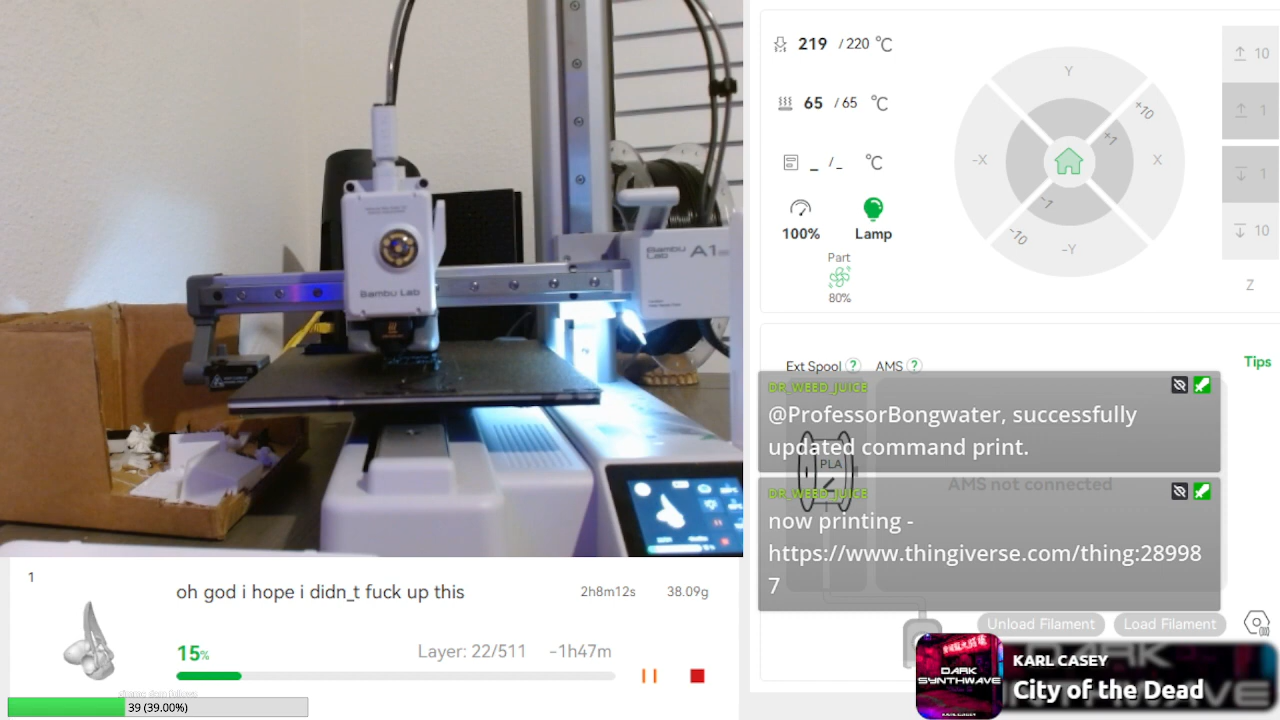 219 / 220 °C
65 / 65 °C
_ / _ °C
100%
Lamp
Part
80%
Y
+10
+1
-X
X
-1
-10
-Y
10
1
1
10
Z
Bambu Lab
Bambu
Lab
A1
Ext Spool ?
AMS ?
Tips
DR_WEED_JUICE
@ProfessorBongwater, successfully
updated command print.
PLA
AMS not connected
DR_WEED_JUICE
now printing -
https://www.thingiverse.com/thing:28998
7
Unload Filament
Load Filament
1
oh god i hope i didn_t fuck up this
2h8m12s
38.09g
15%
Layer: 22/511
-1h47m
39 (39.00%)
DARK
SYNTHWAVE
KARL CASEY
City of the Dead